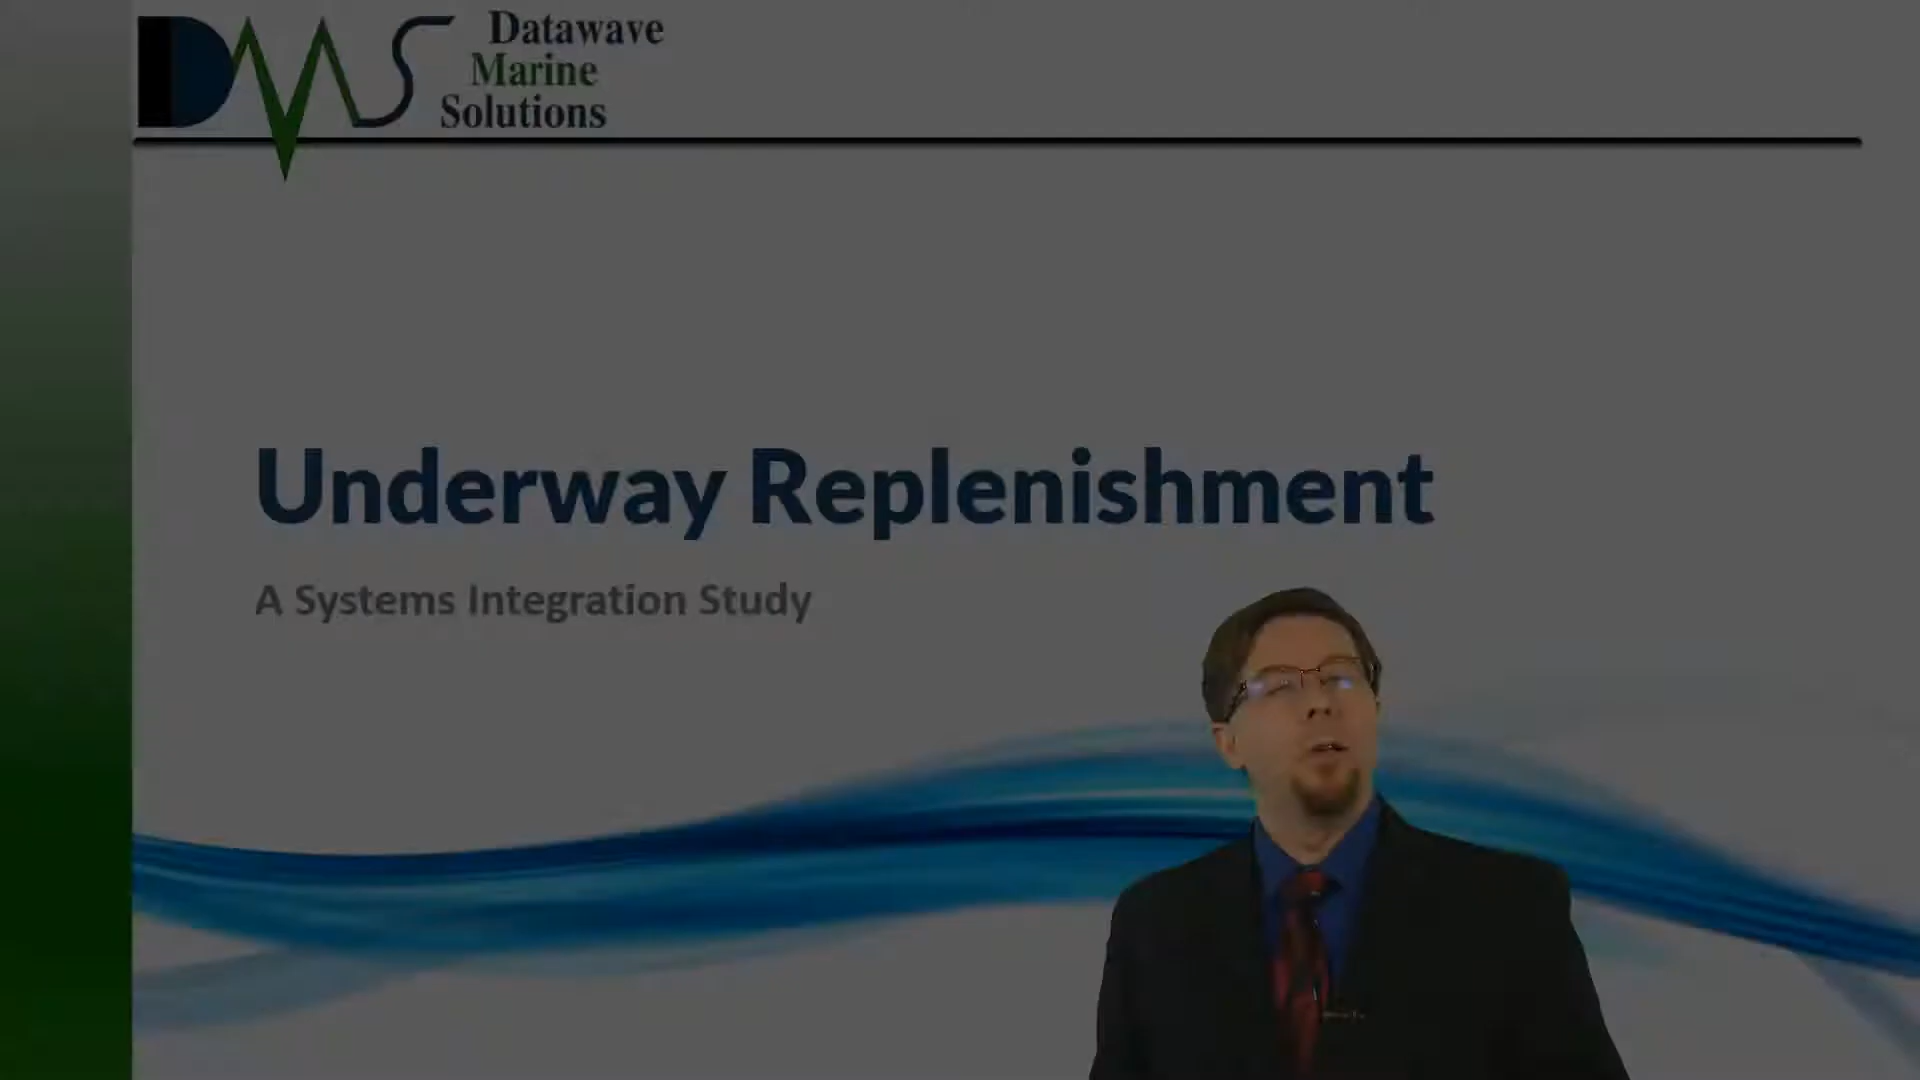 Datawave
Marine
Solutions
Underway Replenishment
A Systems Integration Study